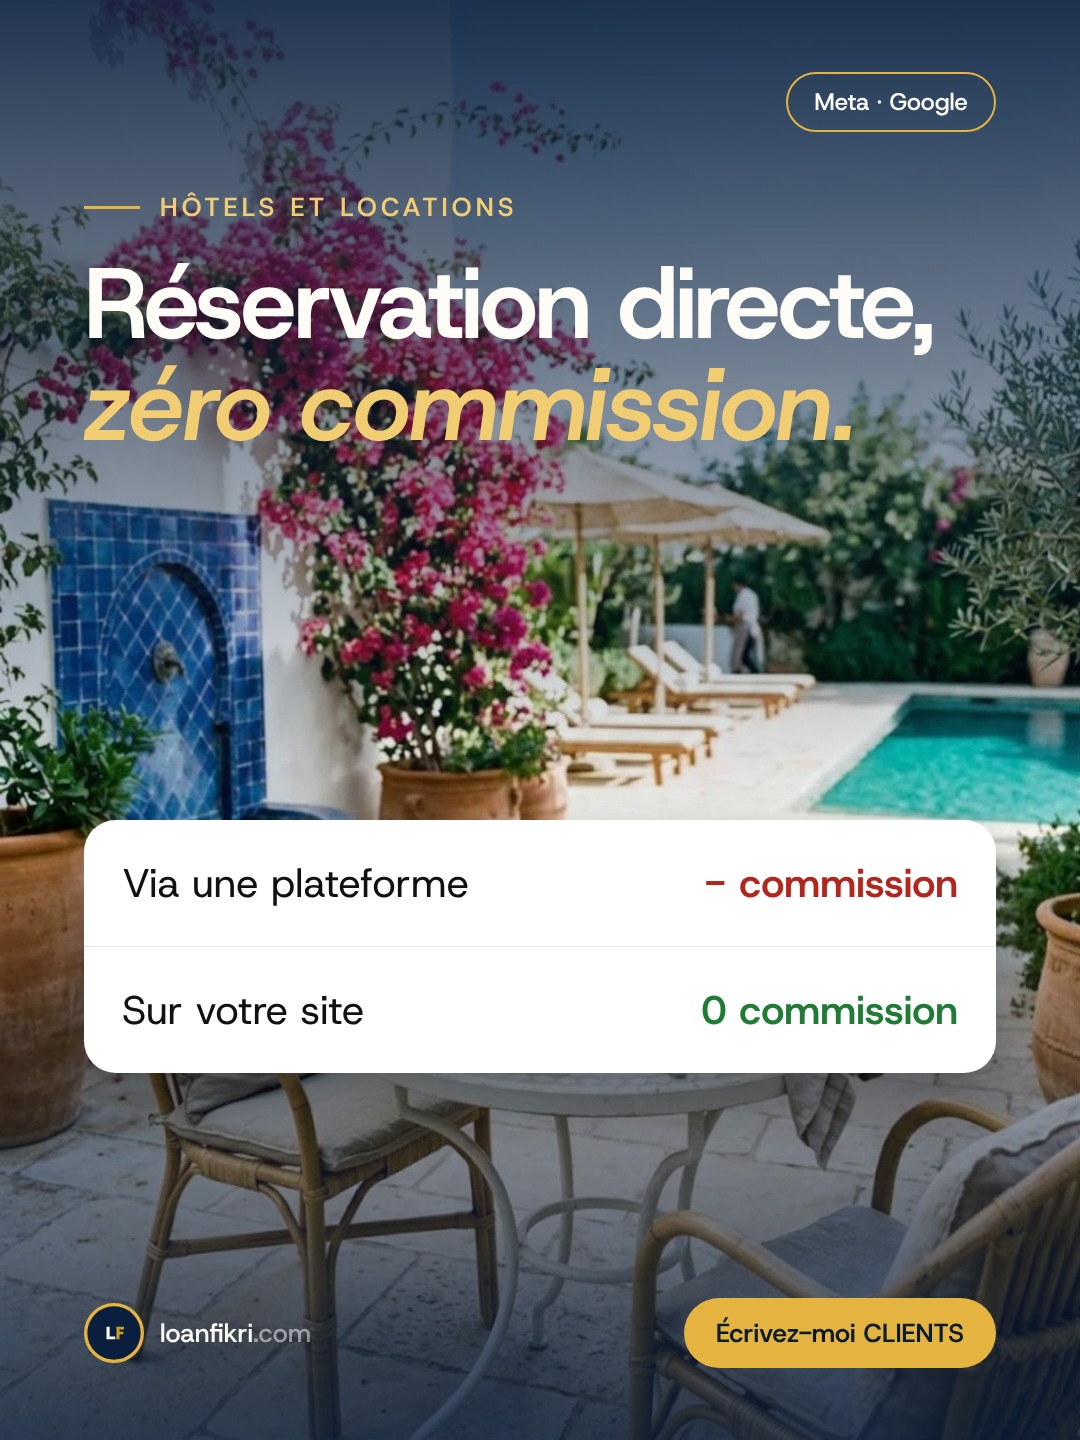 Meta · Google
HÔTELS ET LOCATIONS
Réservation directe,
zéro commission.
Via une plateforme
– commission
Sur votre site
0 commission
LF
loanfikri.com
Écrivez-moi CLIENTS